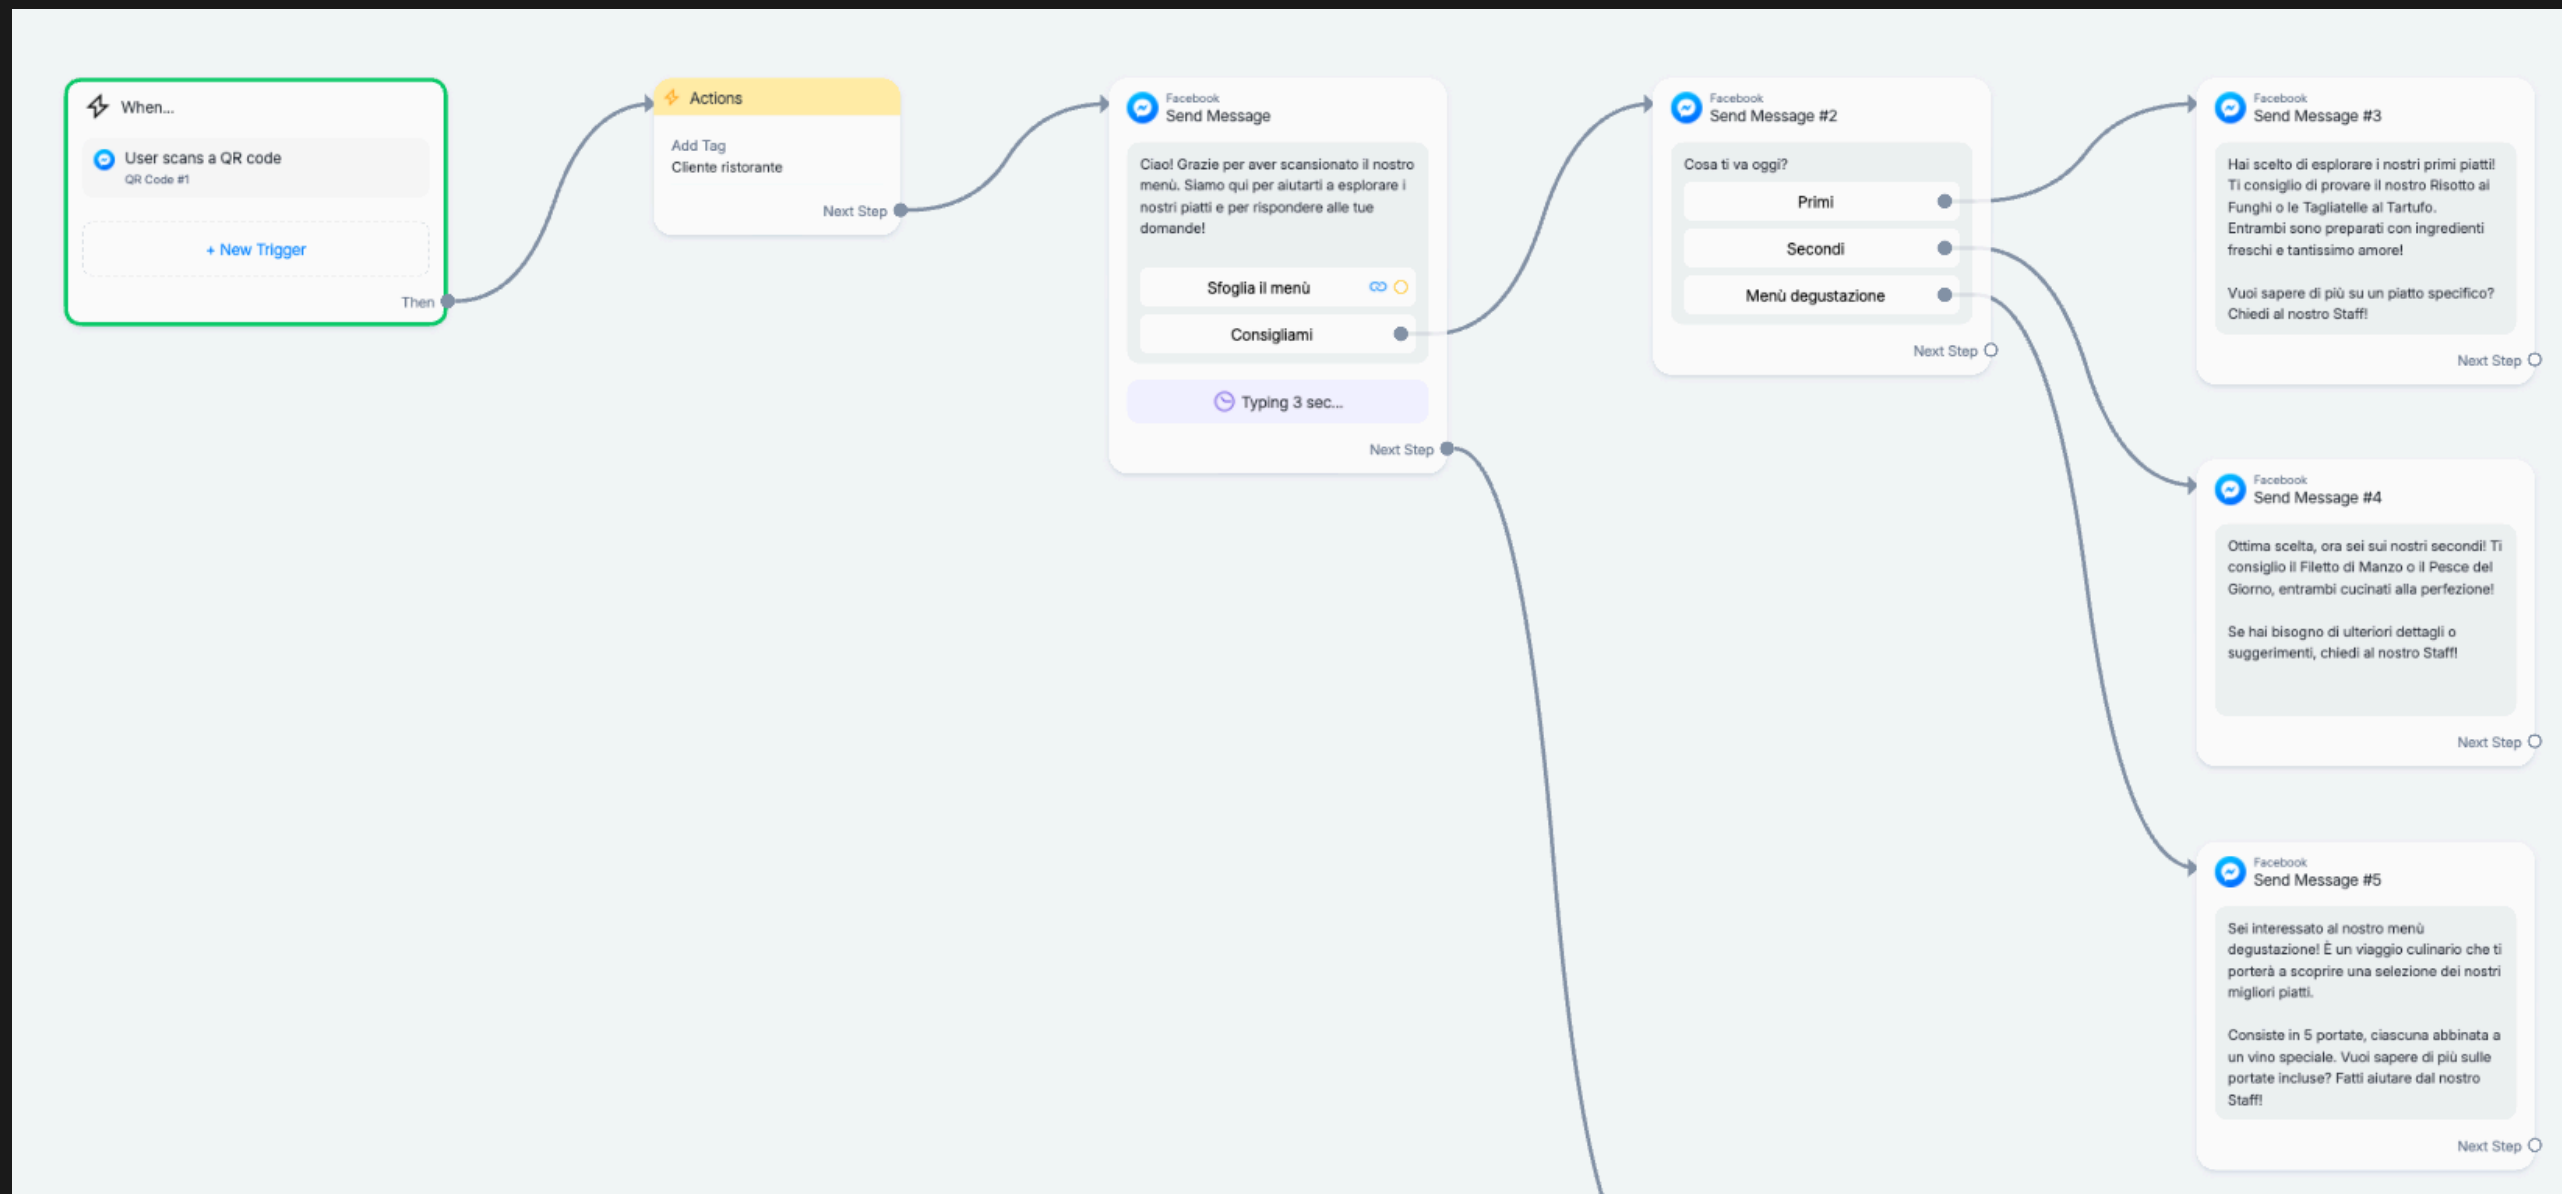 When...
User scans a QR code
QR Code #1
+ New Trigger
Then
Actions
Add Tag
Cliente ristorante
Next Step
Facebook
Send Message
Ciao! Grazie per aver scansionato il nostro
menù. Siamo qui per aiutarti a esplorare i
nostri piatti e per rispondere alle tue
domande!
Sfoglia il menù
Consigliami
Typing 3 sec...
Next Step
Facebook
Send Message #2
Cosa ti va oggi?
Primi
Secondi
Menù degustazione
Next Step
Facebook
Send Message #3
Hai scelto di esplorare i nostri primi piatti!
Ti consiglio di provare il nostro Risotto ai
Funghi o le Tagliatelle al Tartufo.
Entrambi sono preparati con ingredienti
freschi e tantissimo amore!
Vuoi sapere di più su un piatto specifico?
Chiedi al nostro Staff!
Next Step
Facebook
Send Message #4
Ottima scelta, ora sei sui nostri secondi! Ti
consiglio il Filetto di Manzo o il Pesce del
Giorno, entrambi cucinati alla perfezione!
Se hai bisogno di ulteriori dettagli o
suggerimenti, chiedi al nostro Staff!
Next Step
Facebook
Send Message #5
Sei interessato al nostro menù
degustazione! È un viaggio culinario che ti
porterà a scoprire una selezione dei nostri
migliori piatti.
Consiste in 5 portate, ciascuna abbinata a
un vino speciale. Vuoi sapere di più sulle
portate incluse? Fatti aiutare dal nostro
Staff!
Next Step